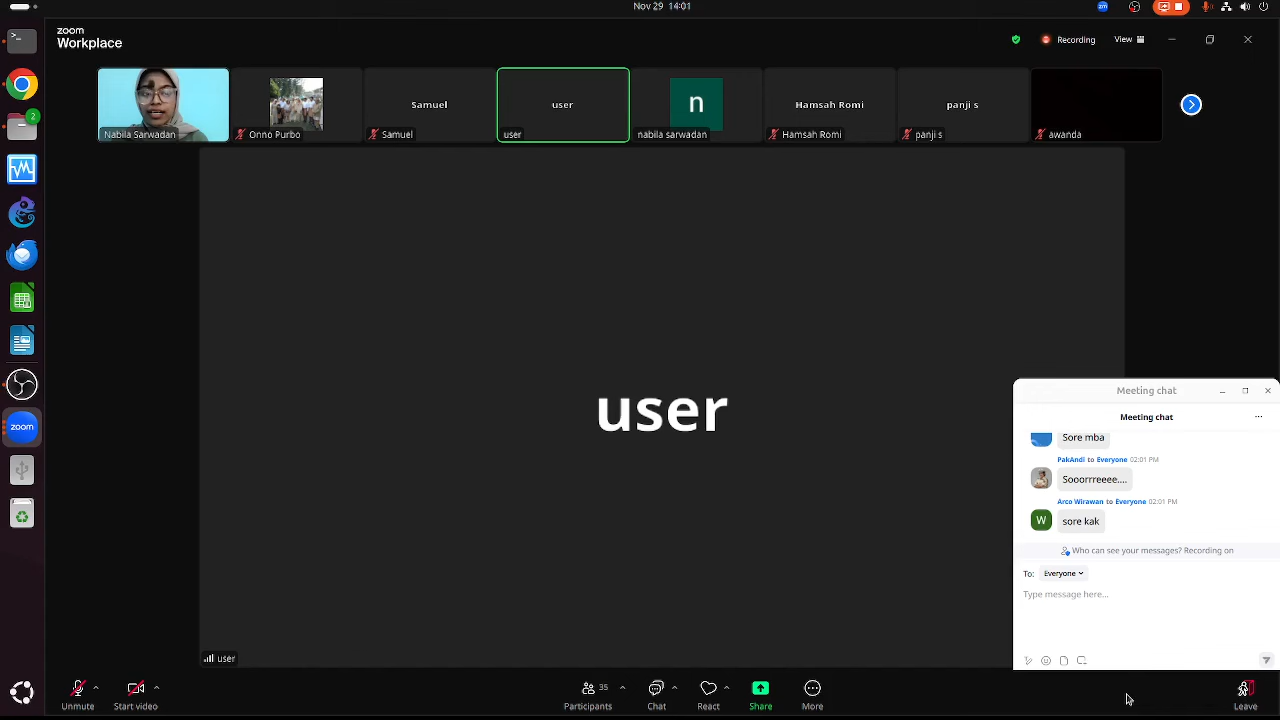 Nov 29 14:01
zoom
Workplace
Recording
View
Nabila Sarwadan
Onno Purbo
Samuel
Samuel
user
user
n
nabila sarwadan
Hamsah Romi
Hamsah Romi
panji s
panji s
awanda
2
zoom
user
user
Meeting chat
Meeting chat
Sore mba
PakAndi to Everyone 02:01 PM
Sooorrreeee....
Arco Wirawan to Everyone 02:01 PM
W
sore kak
Who can see your messages? Recording on
To: Everyone
Type message here...
Unmute
Start video
35
Participants
Chat
React
Share
More
Leave